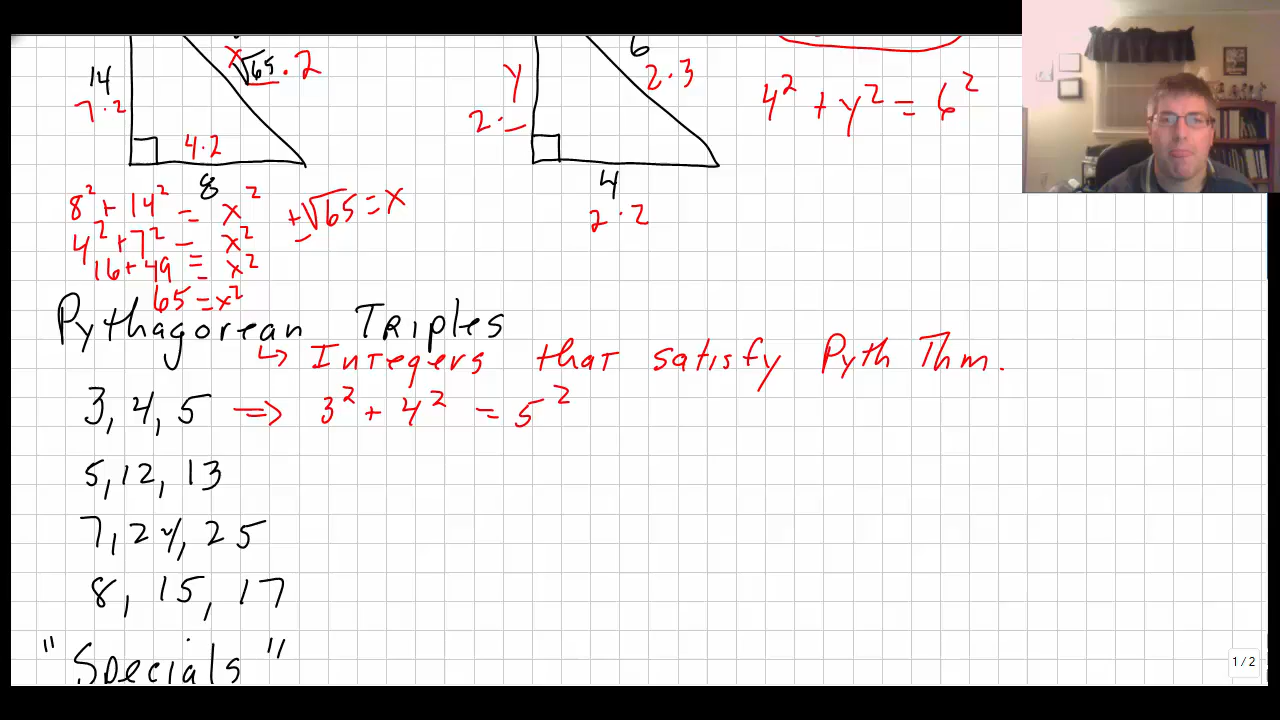 x
√65 · 2
14
7·2
4·2
8
8² + 14² = x²
4² + 7² = x²
16 + 49 = x²
65 = x²
±√65 = x
6
2·3
y
2·_
4
2·2
4² + y² = 6²
Pythagorean Triples
↳ Integers that satisfy Pyth Thm.
3, 4, 5 ⇒ 3² + 4² = 5²
5, 12, 13
7, 24, 25
8, 15, 17
"Specials"
1 / 2